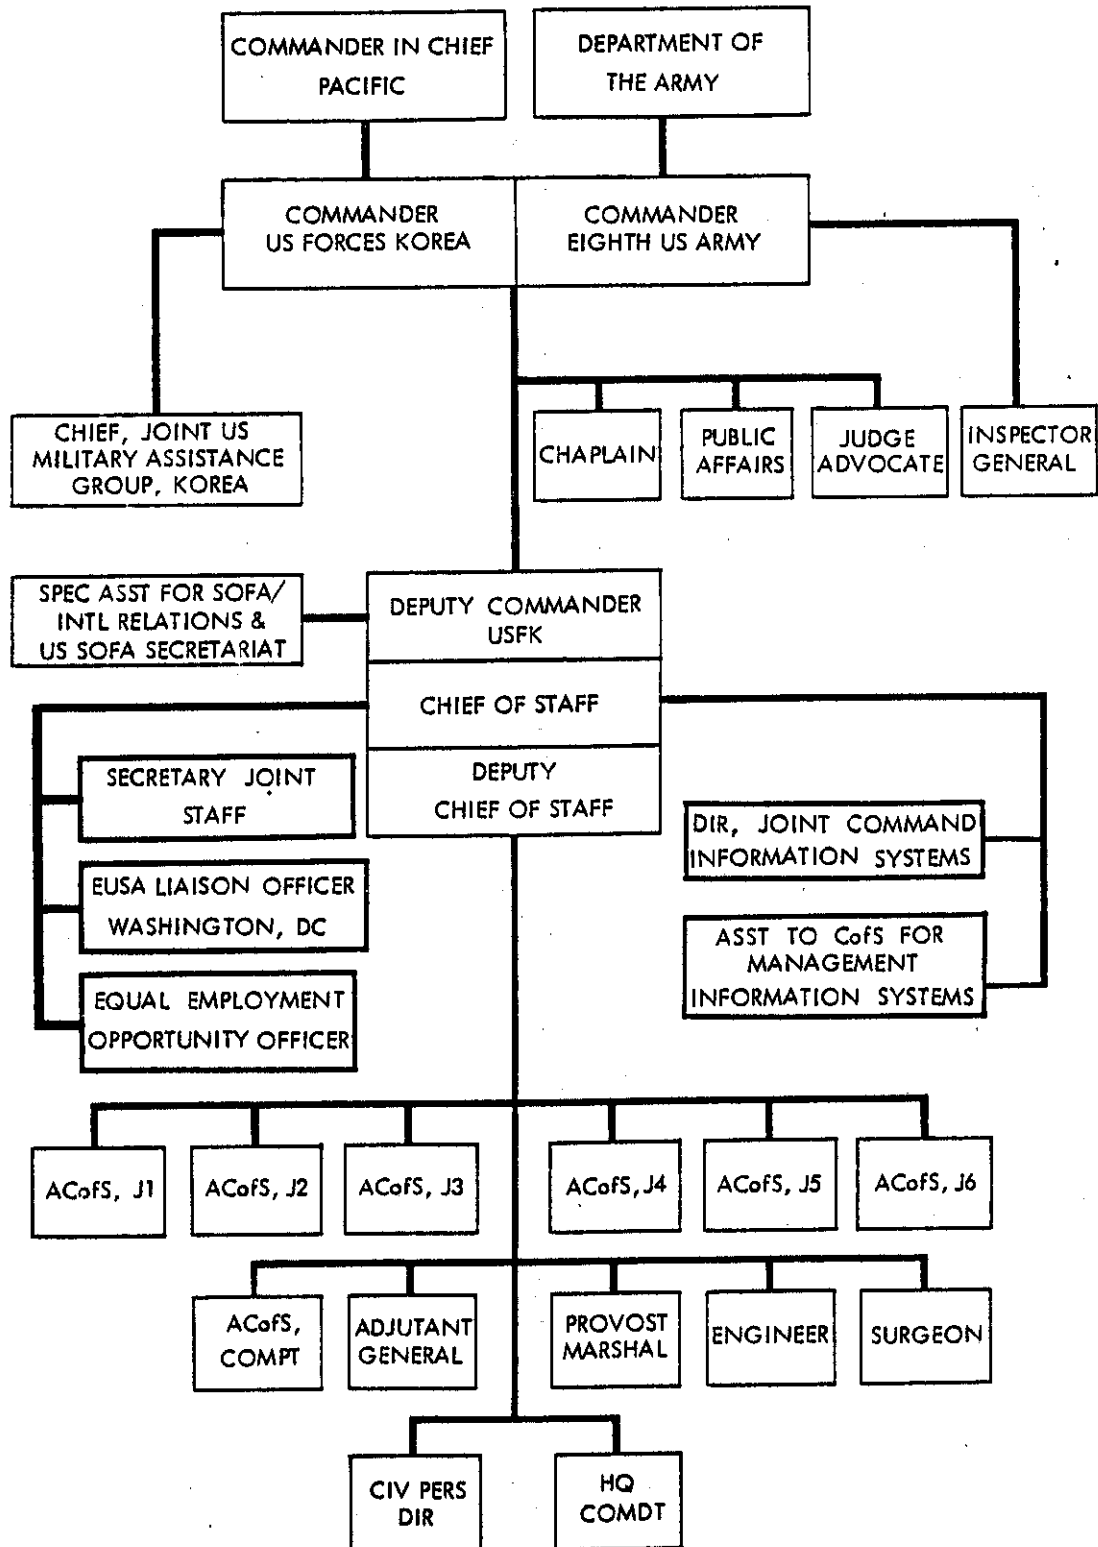 COMMANDER IN CHIEF
PACIFIC
DEPARTMENT OF
THE ARMY
COMMANDER
US FORCES KOREA
COMMANDER
EIGHTH US ARMY
CHIEF, JOINT US
MILITARY ASSISTANCE
GROUP, KOREA
CHAPLAIN
PUBLIC
AFFAIRS
JUDGE
ADVOCATE
INSPECTOR
GENERAL
SPEC ASST FOR SOFA/
INTL RELATIONS &
US SOFA SECRETARIAT
DEPUTY COMMANDER
USFK
CHIEF OF STAFF
DEPUTY
CHIEF OF STAFF
SECRETARY JOINT
STAFF
EUSA LIAISON OFFICER
WASHINGTON, DC
EQUAL EMPLOYMENT
OPPORTUNITY OFFICER
DIR, JOINT COMMAND
INFORMATION SYSTEMS
ASST TO CofS FOR
MANAGEMENT
INFORMATION SYSTEMS
ACofS, J1
ACofS, J2
ACofS, J3
ACofS, J4
ACofS, J5
ACofS, J6
ACofS,
COMPT
ADJUTANT
GENERAL
PROVOST
MARSHAL
ENGINEER
SURGEON
CIV PERS
DIR
HQ
COMDT